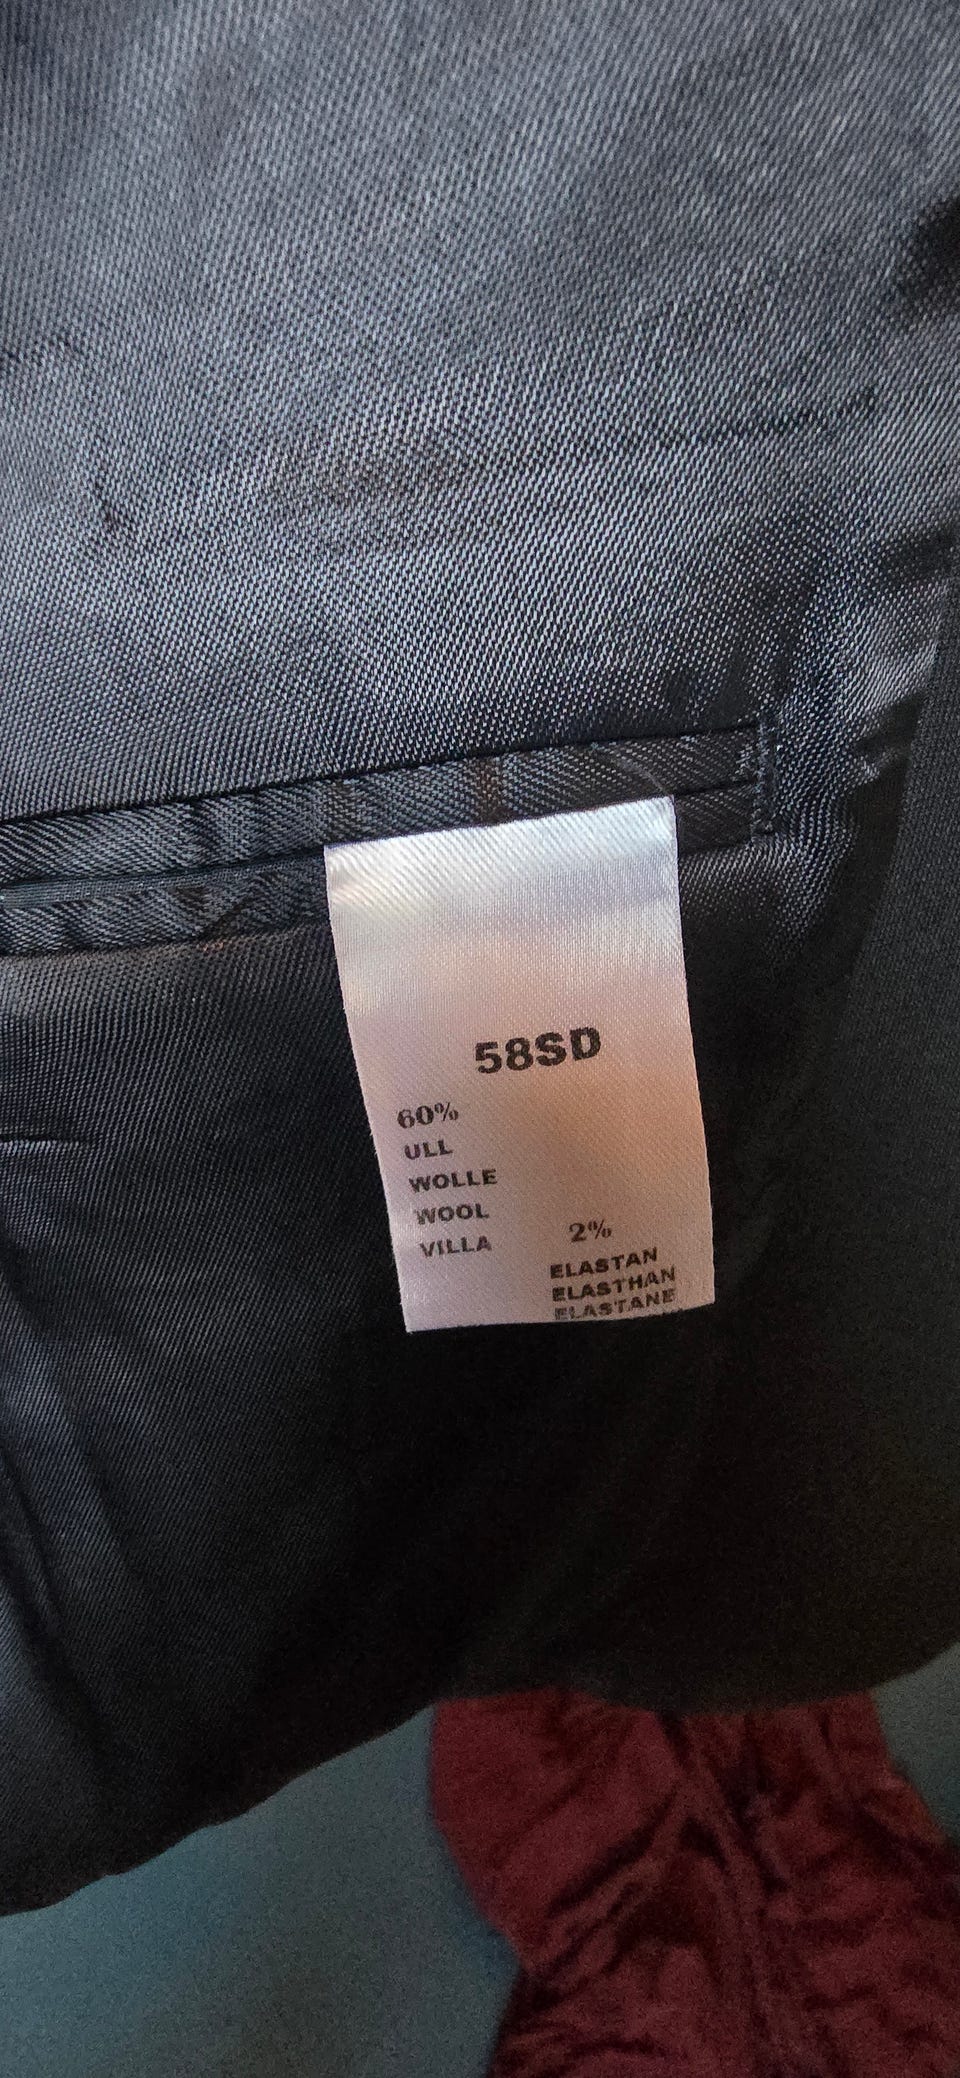 58SD
60%
ULL
WOLLE
WOOL
VILLA
2%
ELASTAN
ELASTHAN
ELASTANE